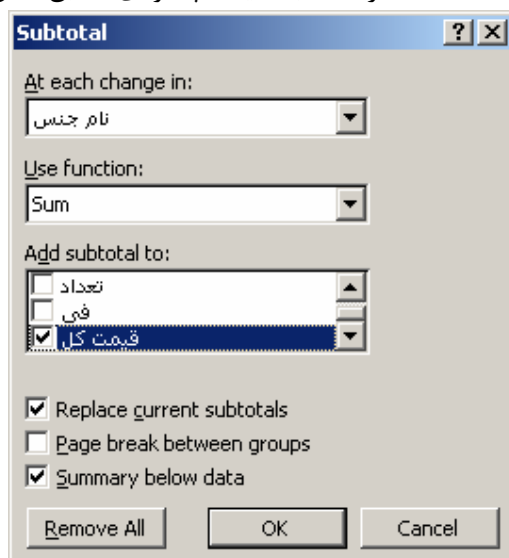 Subtotal
At each change in:
نام جنس
Use function:
Sum
Add subtotal to:
تعداد
فی
قیمت کل
Replace current subtotals
Page break between groups
Summary below data
Remove All
OK
Cancel